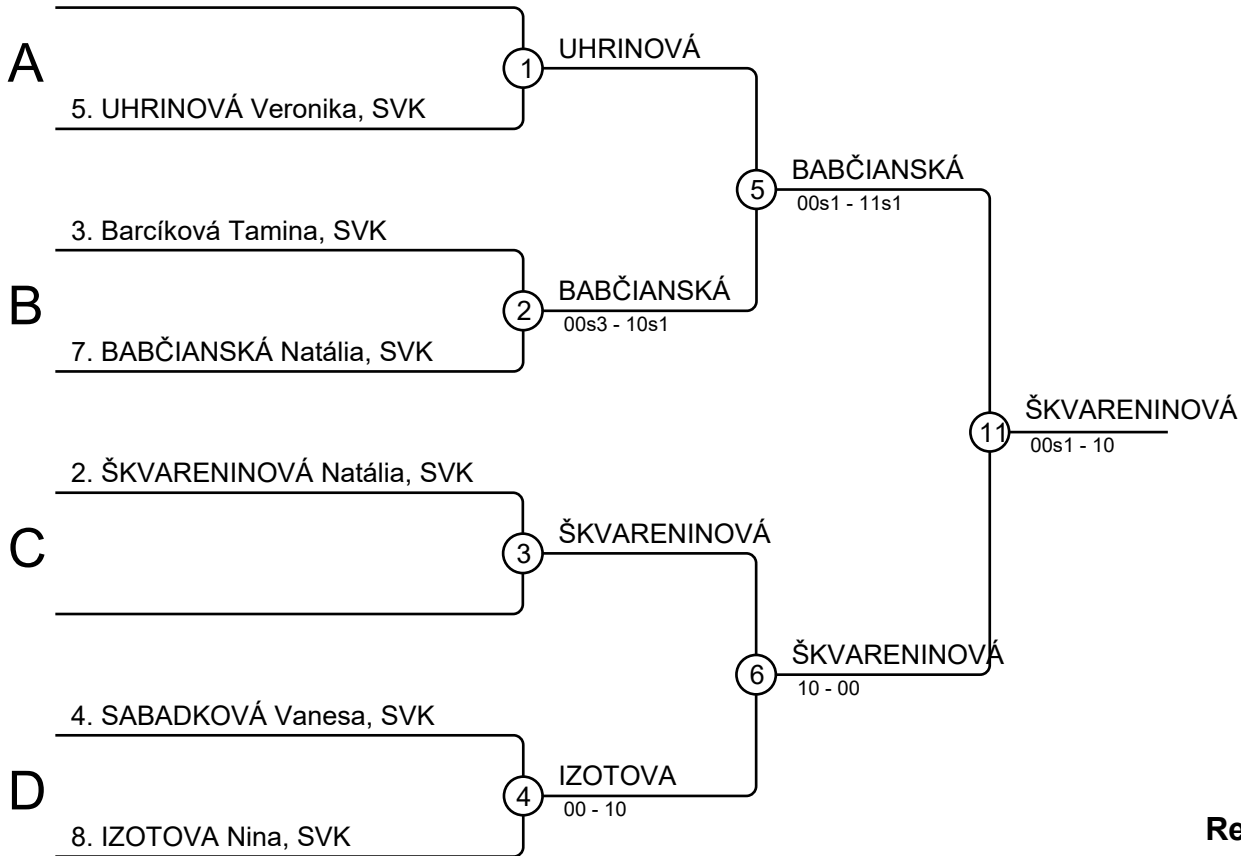 A
1
UHRINOVÁ
5. UHRINOVÁ Veronika, SVK
5
BABČIANSKÁ
00s1 - 11s1
3. Barcíková Tamina, SVK
B
2
BABČIANSKÁ
00s3 - 10s1
7. BABČIANSKÁ Natália, SVK
11
ŠKVARENINOVÁ
00s1 - 10
2. ŠKVARENINOVÁ Natália, SVK
C
3
ŠKVARENINOVÁ
6
ŠKVARENINOVÁ
10 - 00
4. SABADKOVÁ Vanesa, SVK
D
4
IZOTOVA
00 - 10
8. IZOTOVA Nina, SVK
Re